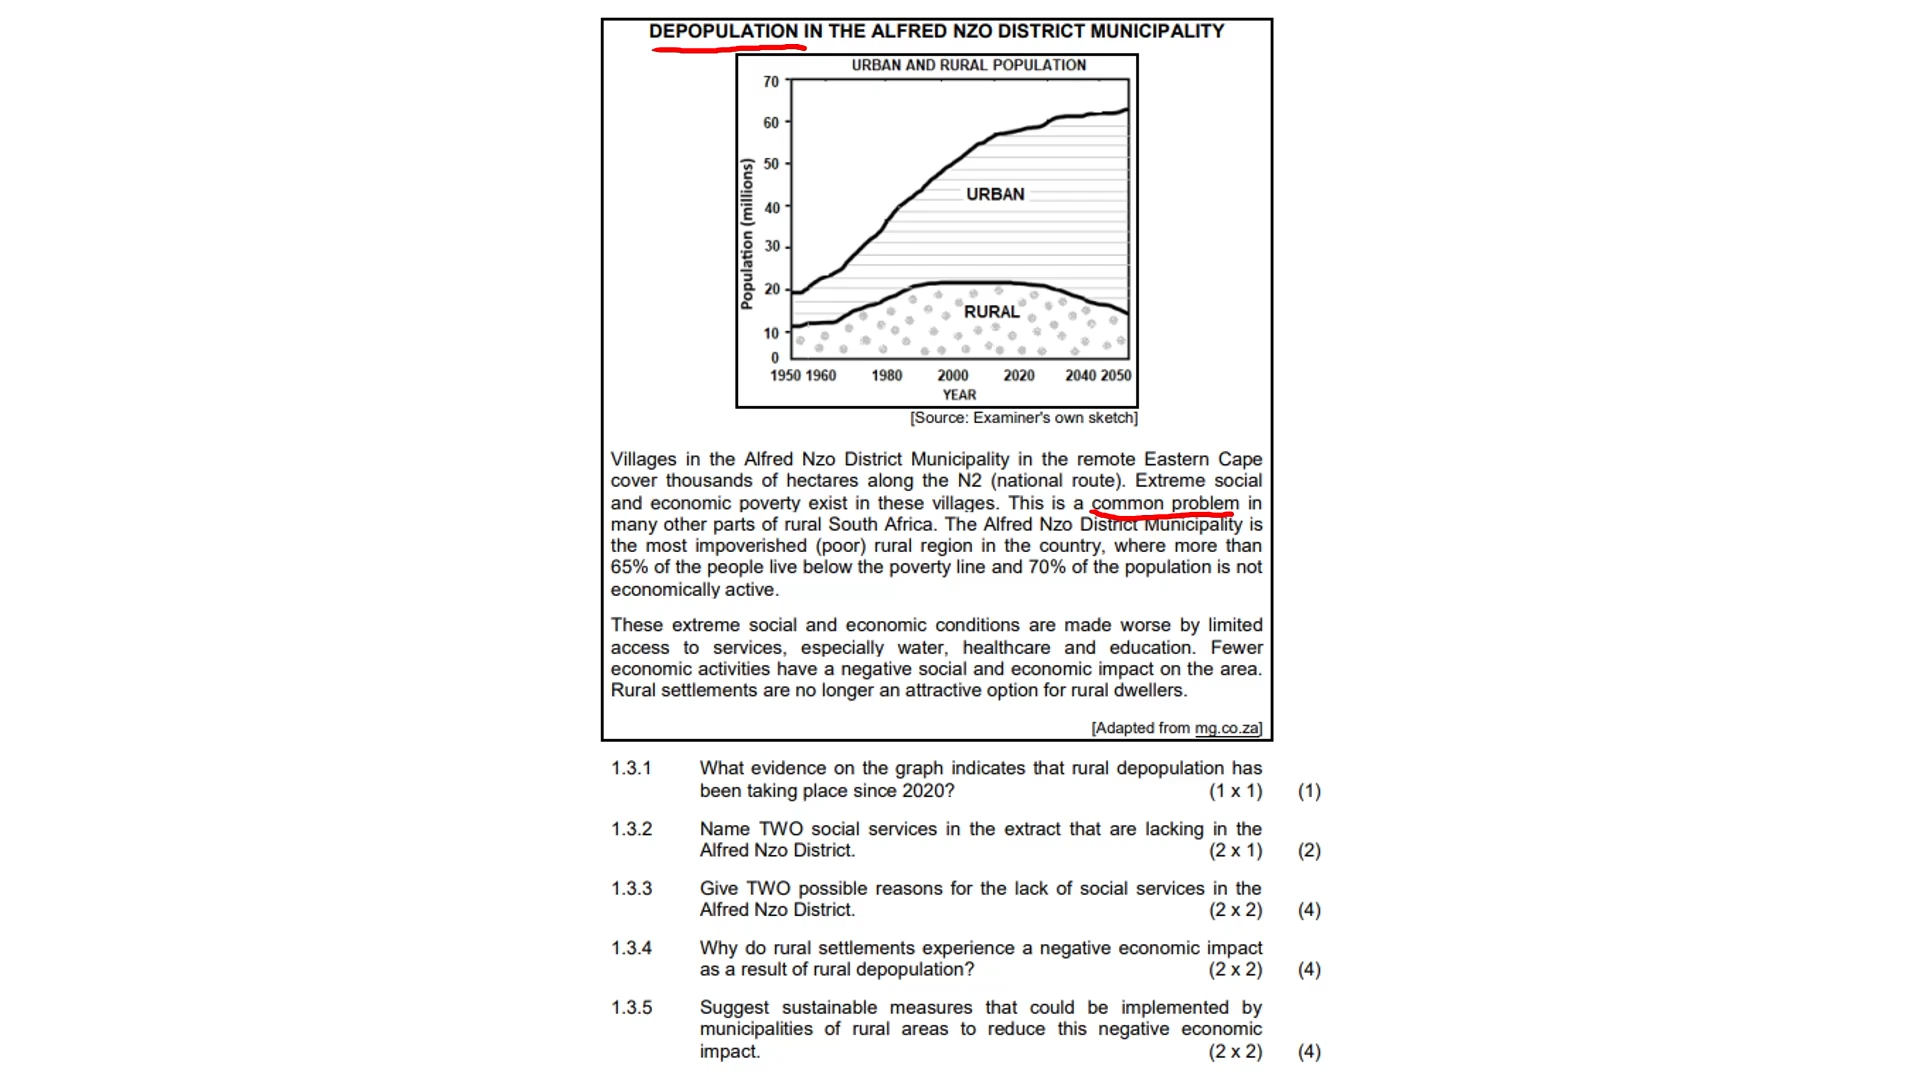 DEPOPULATION IN THE ALFRED NZO DISTRICT MUNICIPALITY
URBAN AND RURAL POPULATION
70
60
50
40
30
20
10
0
Population (millions)
URBAN
RURAL
1950 1960 1980 2000 2020 2040 2050
YEAR
[Source: Examiner's own sketch]
Villages in the Alfred Nzo District Municipality in the remote Eastern Cape
cover thousands of hectares along the N2 (national route). Extreme social
and economic poverty exist in these villages. This is a common problem in
many other parts of rural South Africa. The Alfred Nzo District Municipality is
the most impoverished (poor) rural region in the country, where more than
65% of the people live below the poverty line and 70% of the population is not
economically active.
These extreme social and economic conditions are made worse by limited
access to services, especially water, healthcare and education. Fewer
economic activities have a negative social and economic impact on the area.
Rural settlements are no longer an attractive option for rural dwellers.
[Adapted from mg.co.za]
1.3.1 What evidence on the graph indicates that rural depopulation has
been taking place since 2020? (1 x 1) (1)
1.3.2 Name TWO social services in the extract that are lacking in the
Alfred Nzo District. (2 x 1) (2)
1.3.3 Give TWO possible reasons for the lack of social services in the
Alfred Nzo District. (2 x 2) (4)
1.3.4 Why do rural settlements experience a negative economic impact
as a result of rural depopulation? (2 x 2) (4)
1.3.5 Suggest sustainable measures that could be implemented by
municipalities of rural areas to reduce this negative economic
impact. (2 x 2) (4)